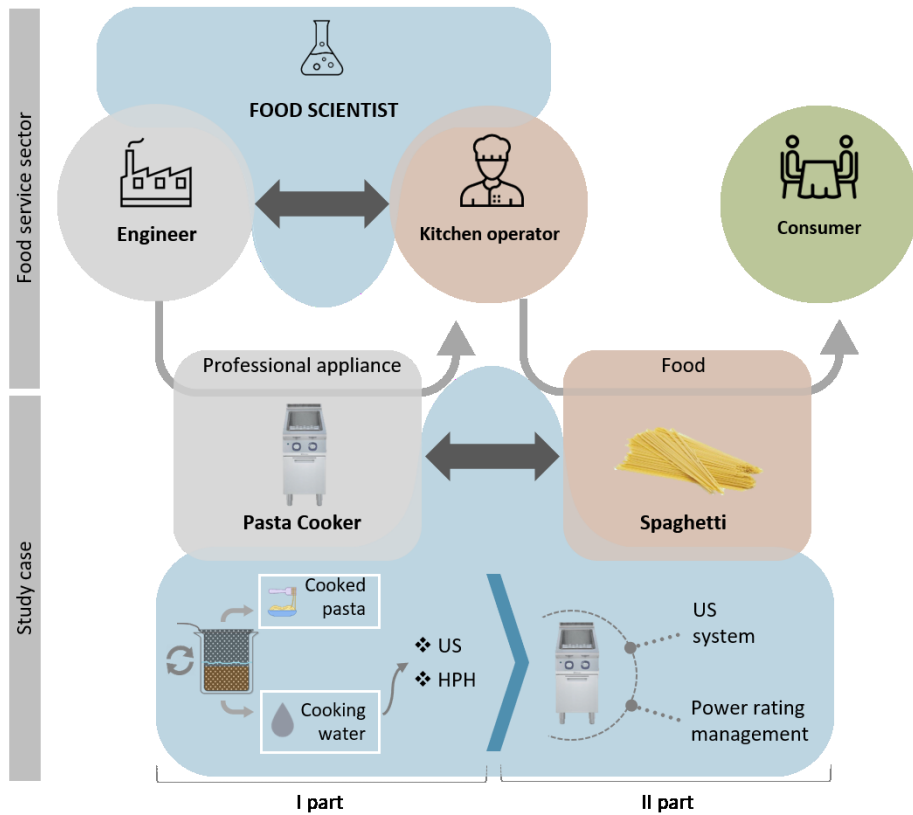 Food service sector
FOOD SCIENTIST
Engineer
Kitchen operator
Consumer
Professional appliance
Food
Study case
Pasta Cooker
Spaghetti
Cooked
pasta
❖ US
❖ HPH
Cooking
water
US
system
Power rating
management
I part
II part